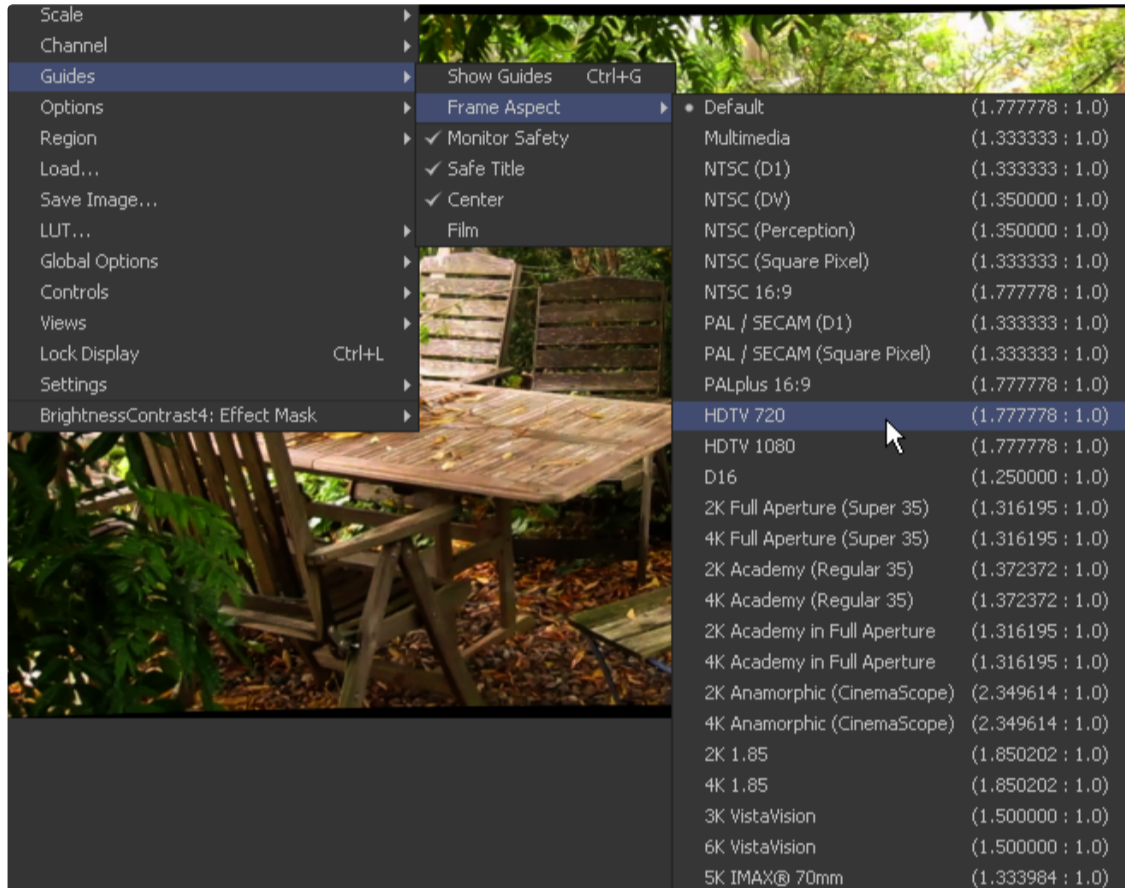 Scale
Channel
Guides
Options
Region
Load...
Save Image...
LUT...
Global Options
Controls
Views
Lock Display Ctrl+L
Settings
BrightnessContrast4: Effect Mask
Show Guides Ctrl+G
Frame Aspect
Monitor Safety
Safe Title
Center
Film
Default (1.777778 : 1.0)
Multimedia (1.333333 : 1.0)
NTSC (D1) (1.333333 : 1.0)
NTSC (DV) (1.350000 : 1.0)
NTSC (Perception) (1.350000 : 1.0)
NTSC (Square Pixel) (1.333333 : 1.0)
NTSC 16:9 (1.777778 : 1.0)
PAL / SECAM (D1) (1.333333 : 1.0)
PAL / SECAM (Square Pixel) (1.333333 : 1.0)
PALplus 16:9 (1.777778 : 1.0)
HDTV 720 (1.777778 : 1.0)
HDTV 1080 (1.777778 : 1.0)
D16 (1.250000 : 1.0)
2K Full Aperture (Super 35) (1.316195 : 1.0)
4K Full Aperture (Super 35) (1.316195 : 1.0)
2K Academy (Regular 35) (1.372372 : 1.0)
4K Academy (Regular 35) (1.372372 : 1.0)
2K Academy in Full Aperture (1.316195 : 1.0)
4K Academy in Full Aperture (1.316195 : 1.0)
2K Anamorphic (CinemaScope) (2.349614 : 1.0)
4K Anamorphic (CinemaScope) (2.349614 : 1.0)
2K 1.85 (1.850202 : 1.0)
4K 1.85 (1.850202 : 1.0)
3K VistaVision (1.500000 : 1.0)
6K VistaVision (1.500000 : 1.0)
5K IMAX® 70mm (1.333984 : 1.0)